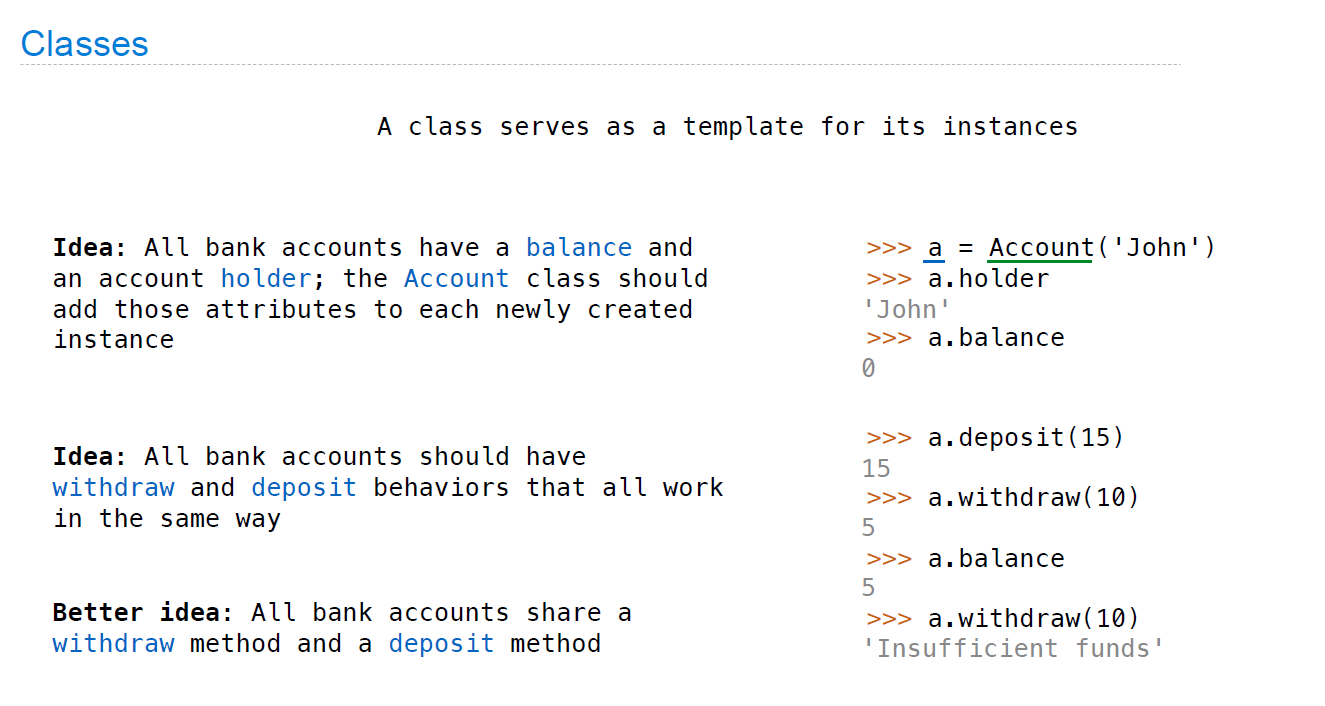 Classes
A class serves as a template for its instances
Idea: All bank accounts have a balance and
an account holder; the Account class should
add those attributes to each newly created
instance
>>> a = Account('John')
>>> a.holder
'John'
>>> a.balance
0
Idea: All bank accounts should have
withdraw and deposit behaviors that all work
in the same way
Better idea: All bank accounts share a
withdraw method and a deposit method
>>> a.deposit(15)
15
>>> a.withdraw(10)
5
>>> a.balance
5
>>> a.withdraw(10)
'Insufficient funds'